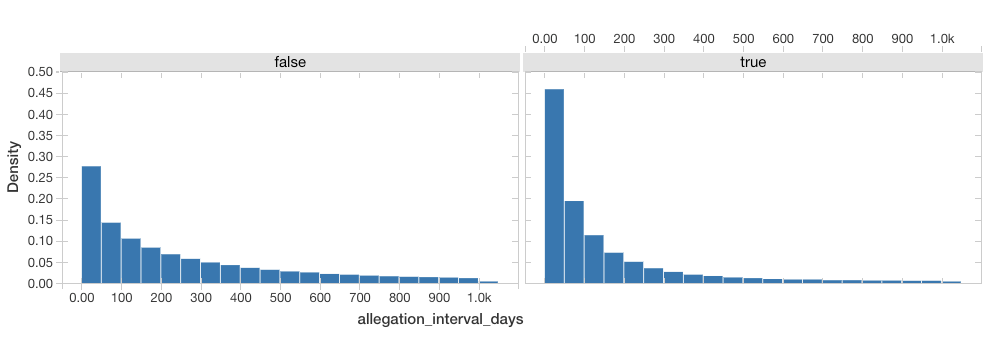 0.00 100 200 300 400 500 600 700 800 900 1.0k
false true
0.50
0.45
0.40
0.35
0.30
0.25
0.20
0.15
0.10
0.05
0.00
Density
0.00 100 200 300 400 500 600 700 800 900 1.0k
allegation_interval_days